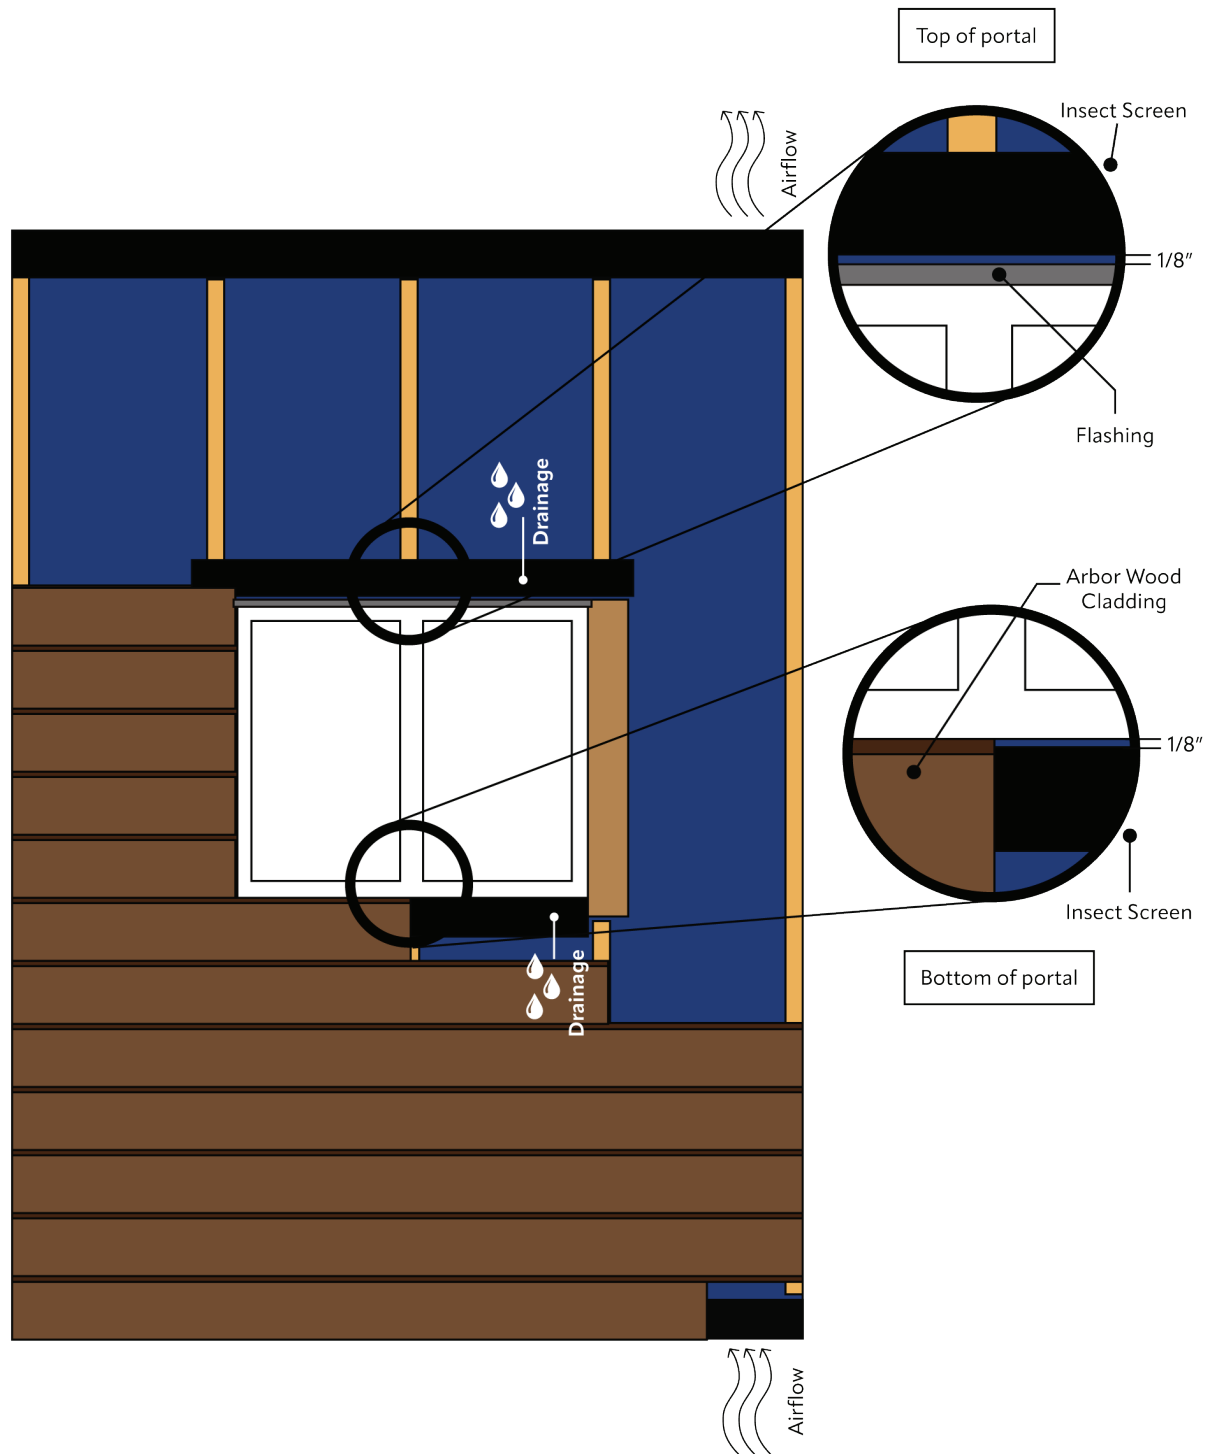 Top of portal
Insect Screen
Airflow
1/8″
Flashing
Drainage
Arbor Wood
Cladding
1/8″
Insect Screen
Drainage
Bottom of portal
Airflow